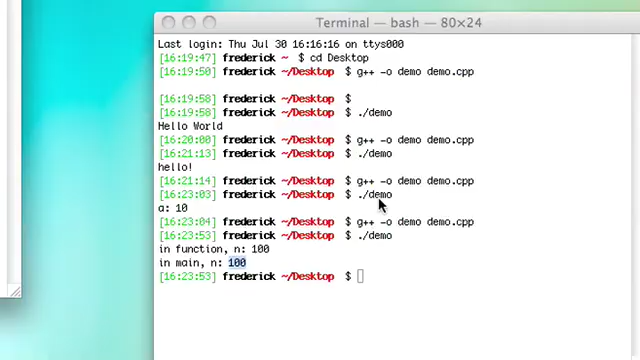 Terminal — bash — 80×24
Last login: Thu Jul 30 16:16:16 on ttys000
[16:19:47] frederick ~ $ cd Desktop
[16:19:50] frederick ~/Desktop $ g++ -o demo demo.cpp
[16:19:58] frederick ~/Desktop $
[16:19:58] frederick ~/Desktop $ ./demo
Hello World
[16:20:00] frederick ~/Desktop $ g++ -o demo demo.cpp
[16:21:13] frederick ~/Desktop $ ./demo
hello!
[16:21:14] frederick ~/Desktop $ g++ -o demo demo.cpp
[16:23:03] frederick ~/Desktop $ ./demo
a: 10
[16:23:04] frederick ~/Desktop $ g++ -o demo demo.cpp
[16:23:53] frederick ~/Desktop $ ./demo
in function, n: 100
in main, n: 100
[16:23:53] frederick ~/Desktop $